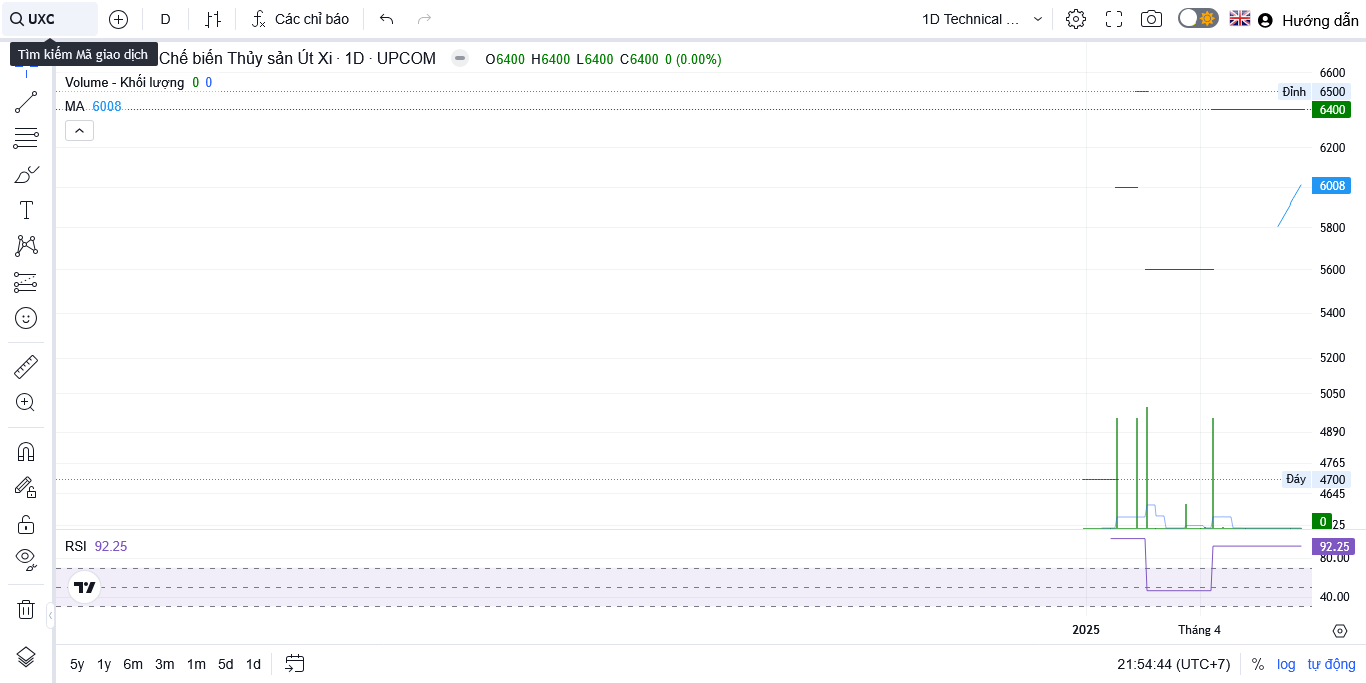 UXC
D
Các chỉ báo
1D Technical ...
Hướng dẫn
Tìm kiếm Mã giao dịch
Chế biến Thủy sản Út Xi · 1D · UPCOM
O6400 H6400 L6400 C6400 0 (0.00%)
Volume - Khối lượng 0 0
MA 6008
6600
Đỉnh 6500
6400
6200
6008
5800
5600
5400
5200
5050
4890
4765
Đáy 4700
4645
0
25
RSI 92.25
92.25
80.00
40.00
2025
Tháng 4
5y 1y 6m 3m 1m 5d 1d
21:54:44 (UTC+7)
% log tự động